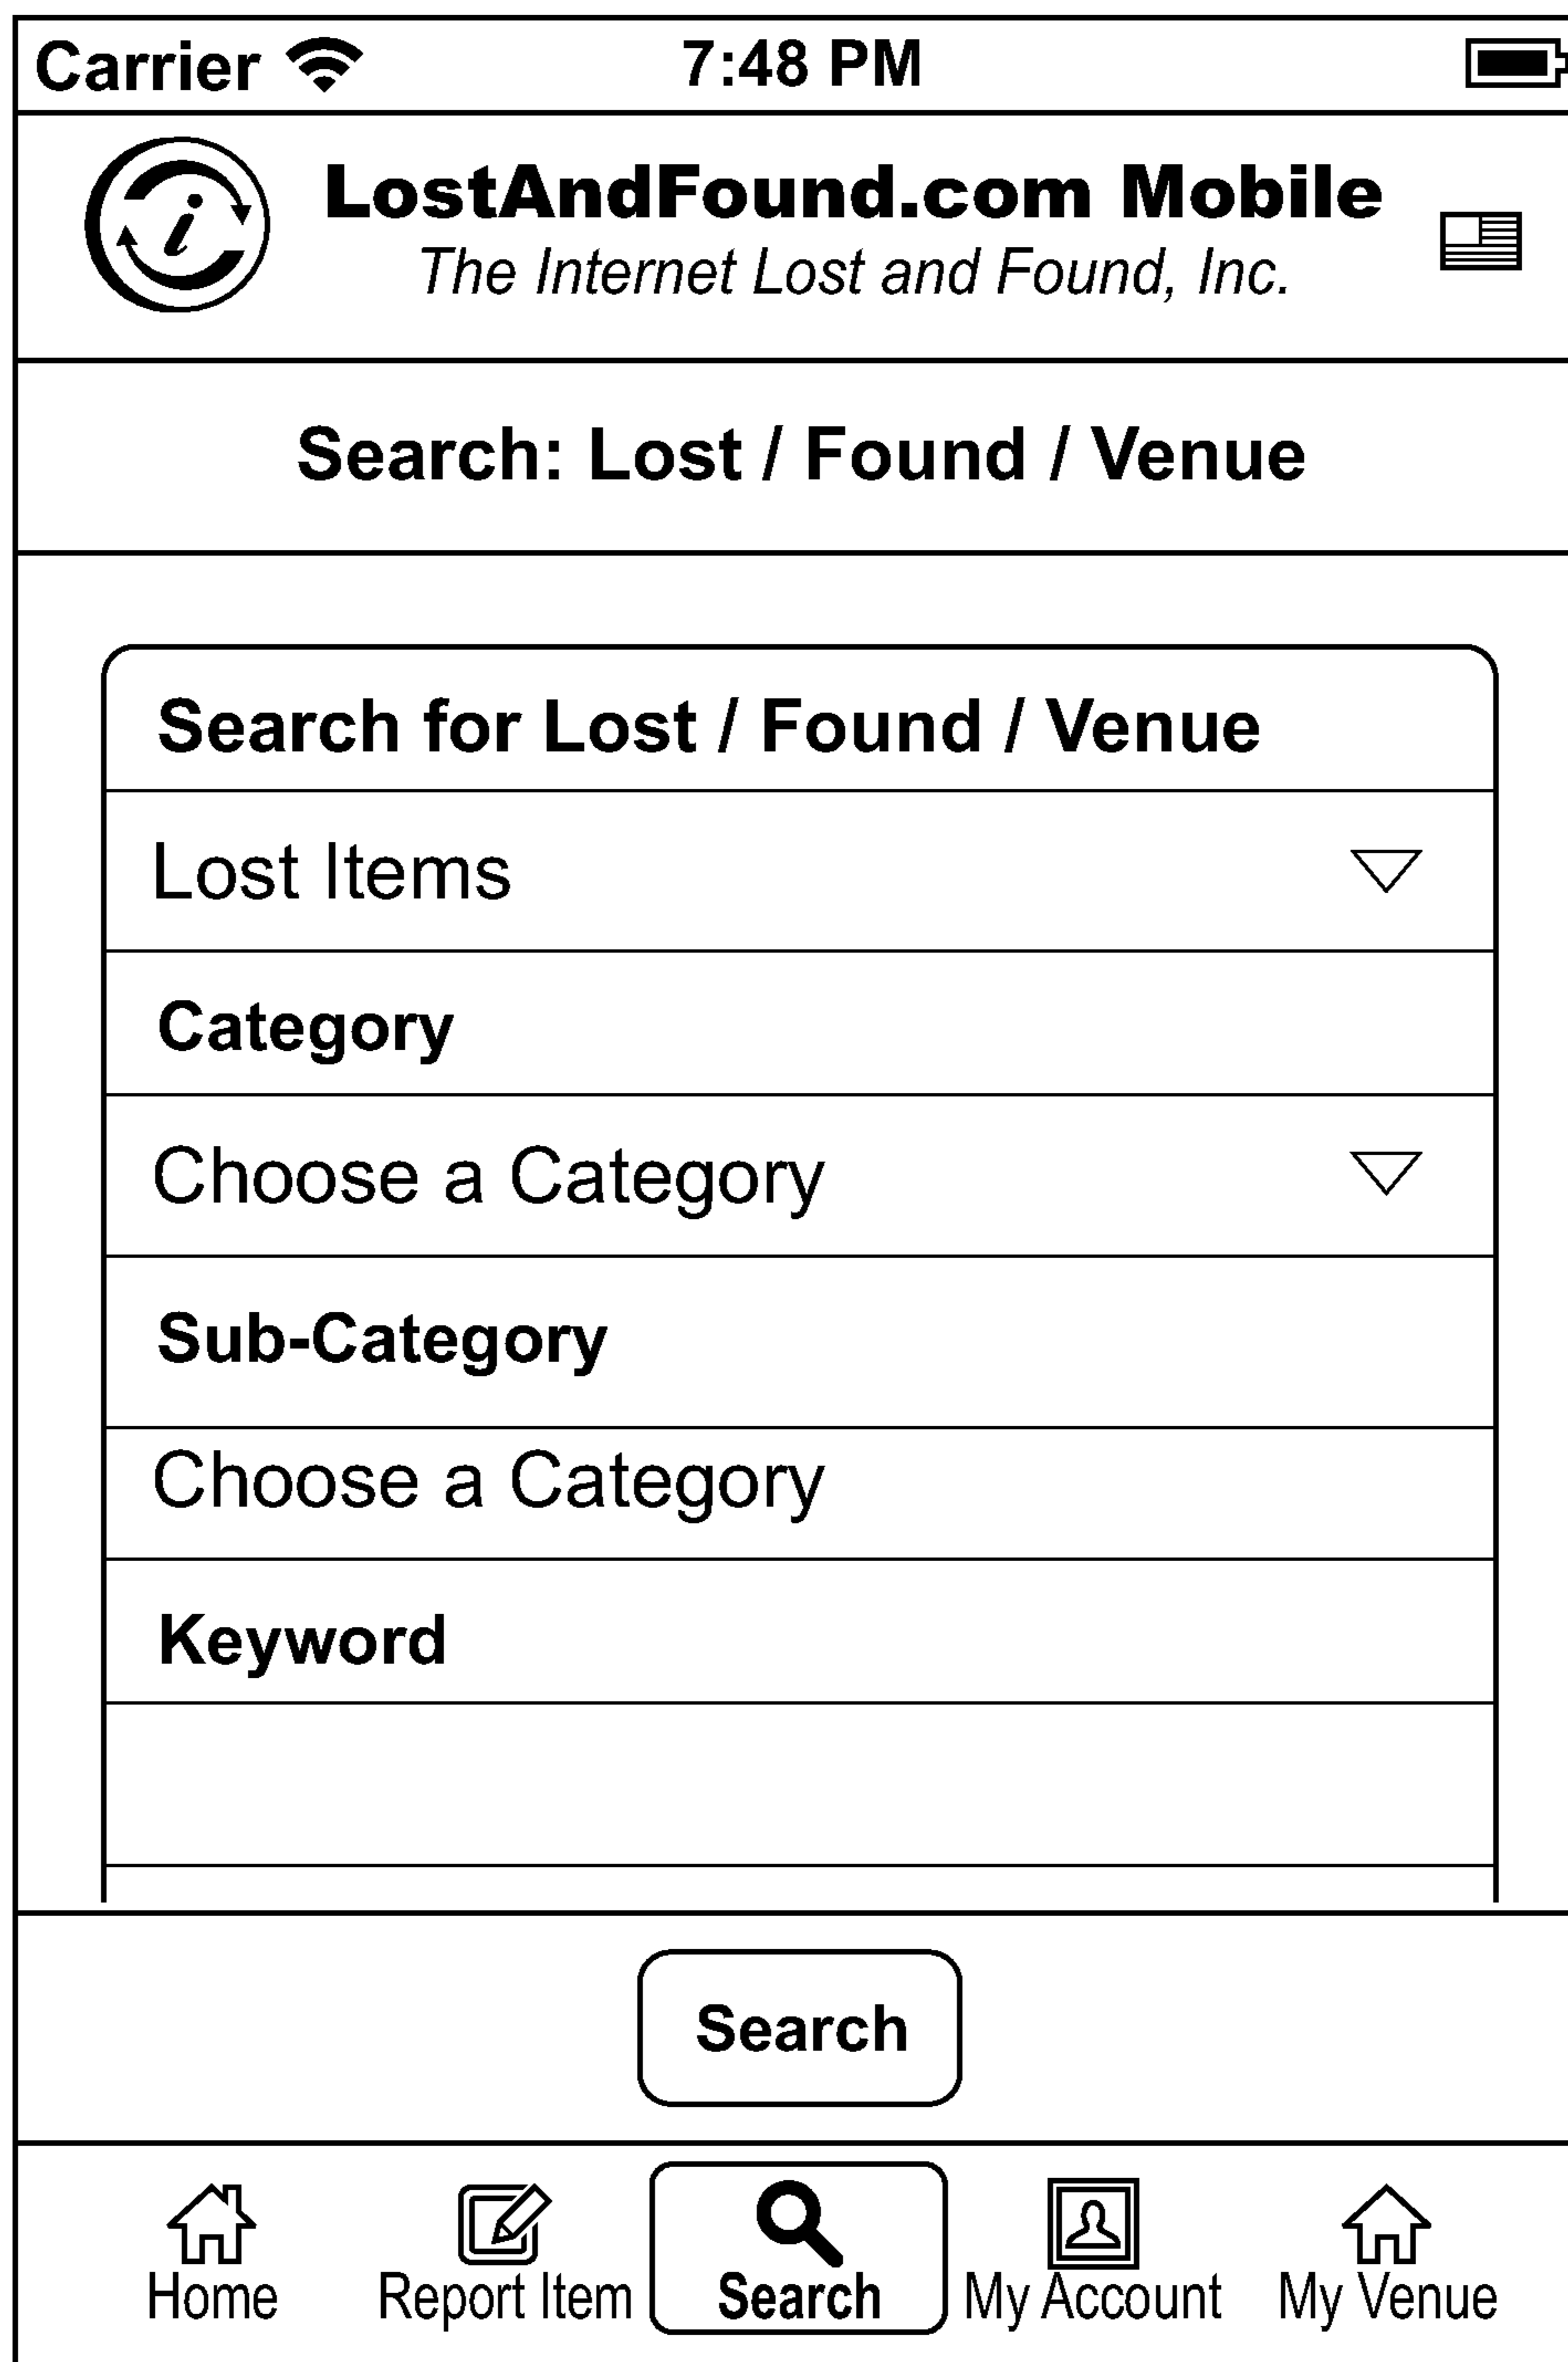 Carrier 7:48 PM
i
LostAndFound.com Mobile
The Internet Lost and Found, Inc.
Search: Lost / Found / Venue
Search for Lost / Found / Venue
Lost Items
Category
Choose a Category
Sub-Category
Choose a Category
Keyword
Search
Home Report Item Search My Account My Venue